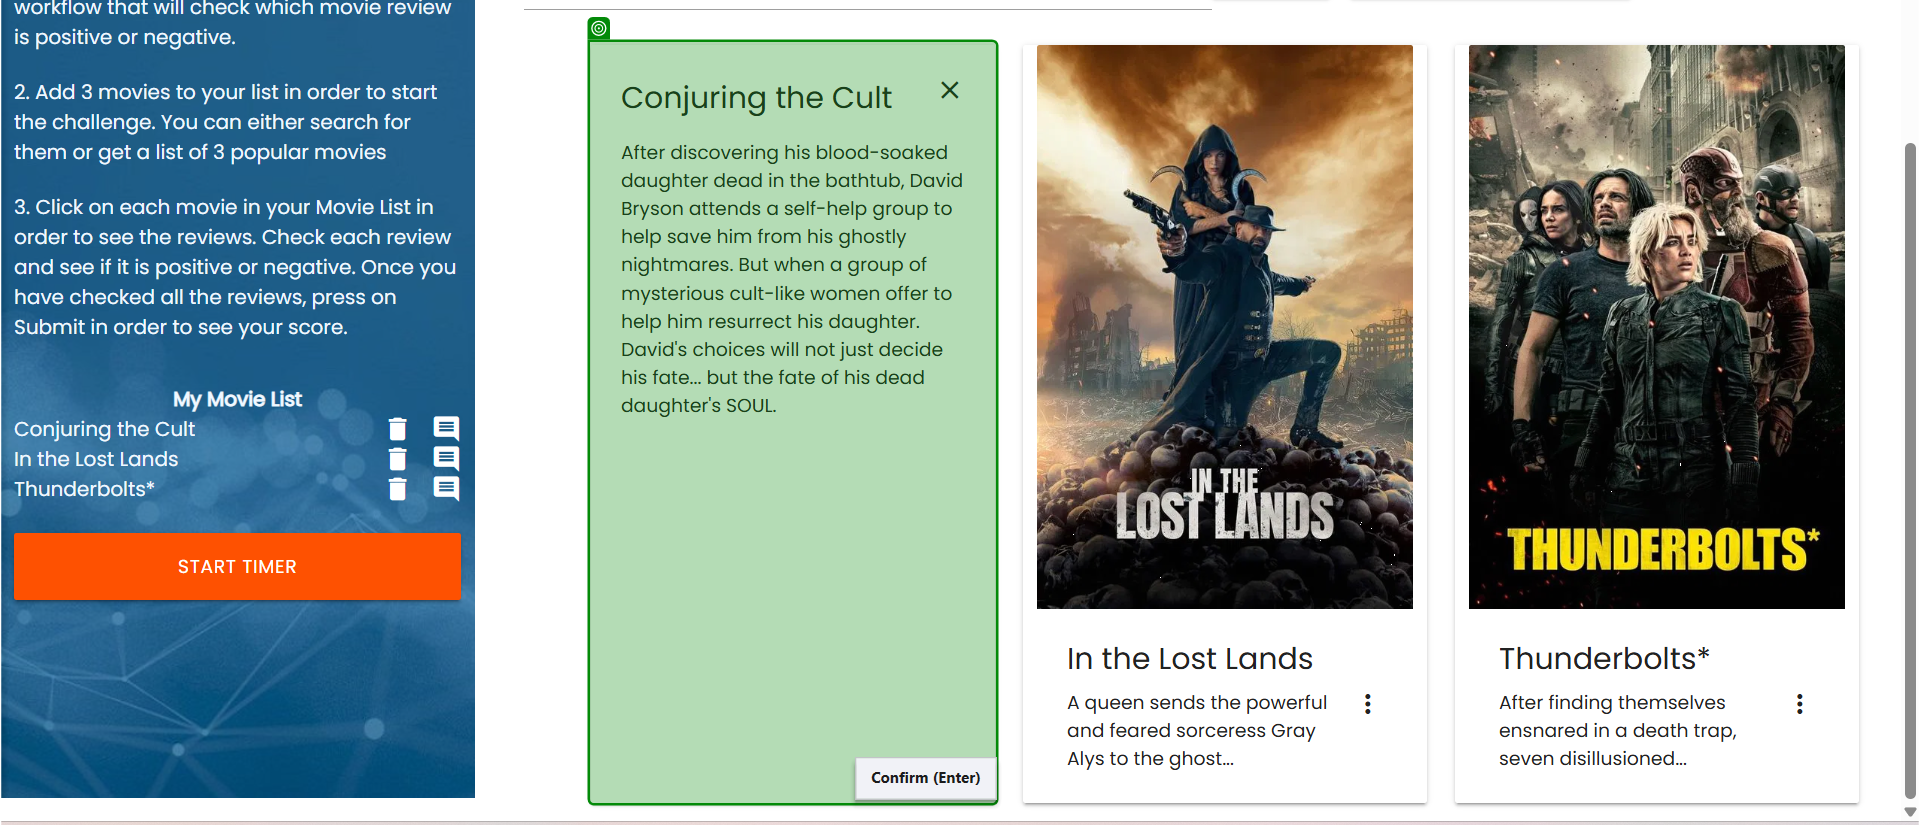 workflow that will check which movie review
is positive or negative.
2. Add 3 movies to your list in order to start
the challenge. You can either search for
them or get a list of 3 popular movies
3. Click on each movie in your Movie List in
order to see the reviews. Check each review
and see if it is positive or negative. Once you
have checked all the reviews, press on
Submit in order to see your score.
My Movie List
Conjuring the Cult
In the Lost Lands
Thunderbolts*
START TIMER
Conjuring the Cult
After discovering his blood-soaked
daughter dead in the bathtub, David
Bryson attends a self-help group to
help save him from his ghostly
nightmares. But when a group of
mysterious cult-like women offer to
help him resurrect his daughter.
David's choices will not just decide
his fate... but the fate of his dead
daughter's SOUL.
Confirm (Enter)
IN THE
LOST LANDS
In the Lost Lands
A queen sends the powerful
and feared sorceress Gray
Alys to the ghost...
THUNDERBOLTS*
Thunderbolts*
After finding themselves
ensnared in a death trap,
seven disillusioned...